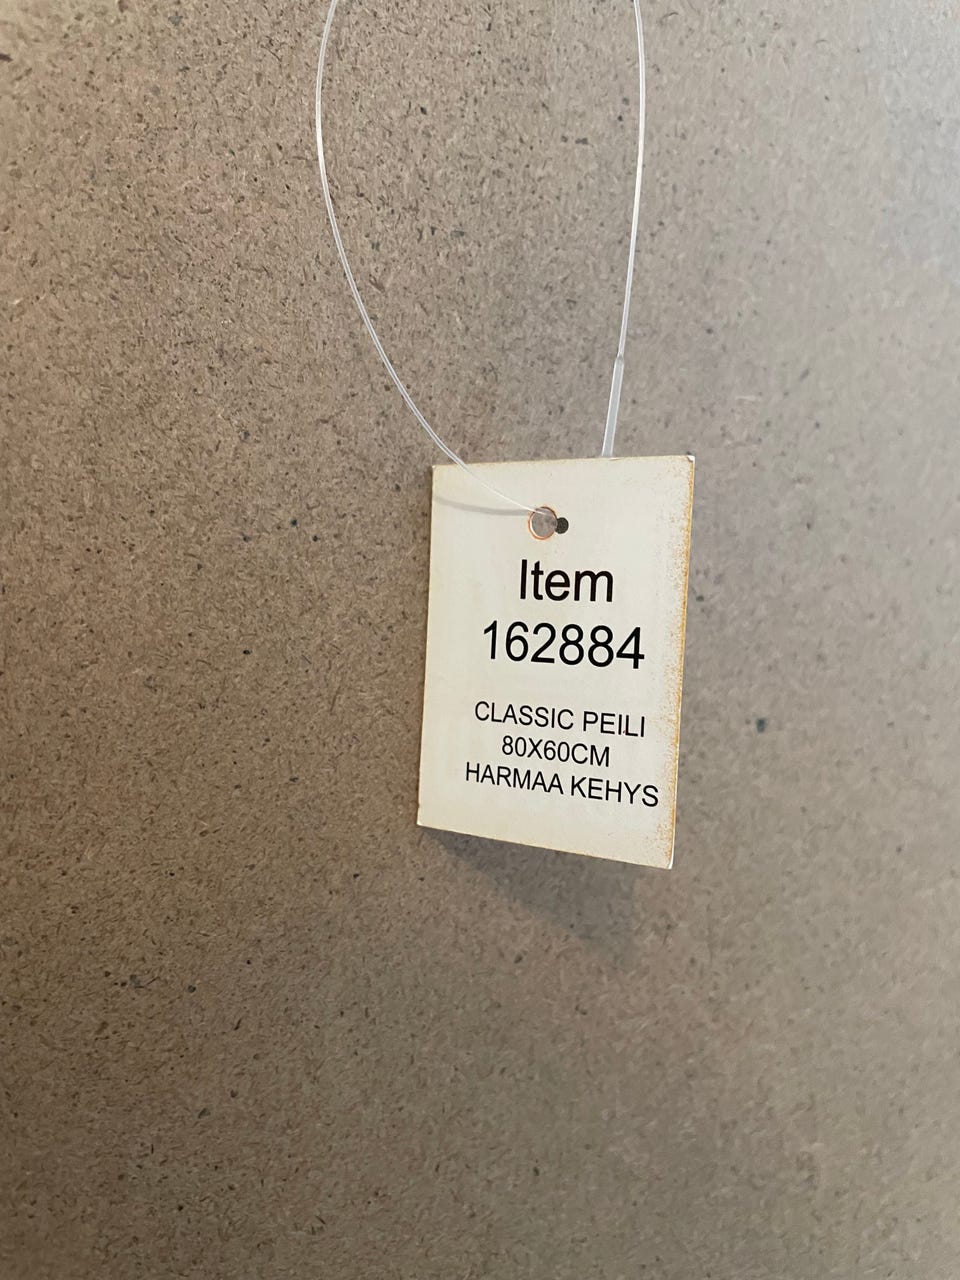 Item
162884
CLASSIC PEILI
80X60CM
HARMAA KEHYS